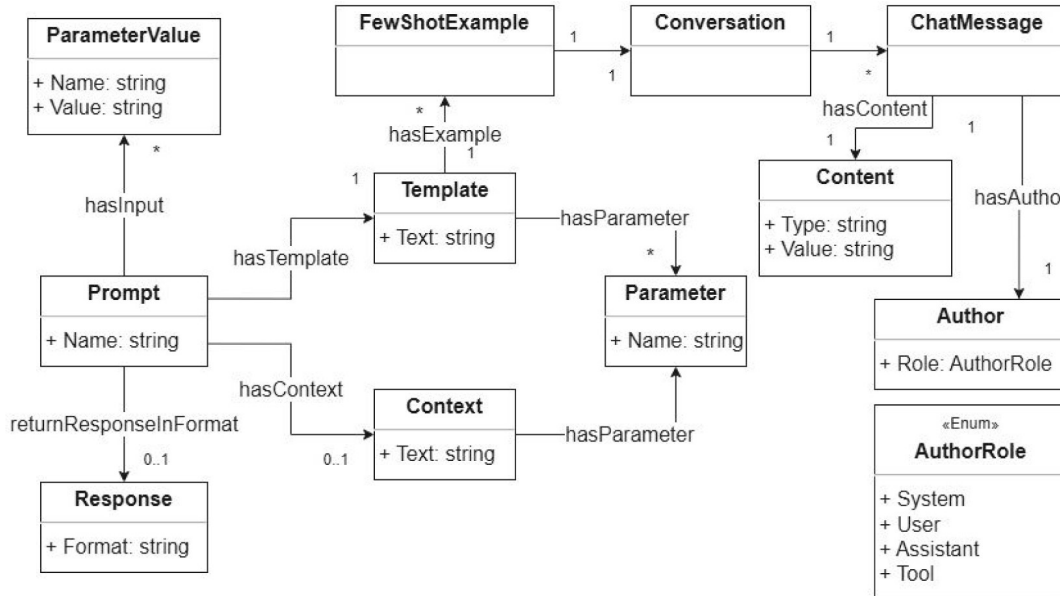 ParameterValue
+ Name: string
+ Value: string
*
hasInput
FewShotExample
1
1
Conversation
1
*
ChatMessage
hasContent
1
1
Content
+ Type: string
+ Value: string
hasAutho
1
*
hasExample
1
1
Template
+ Text: string
hasTemplate
hasParameter
*
Prompt
+ Name: string
Parameter
+ Name: string
Author
+ Role: AuthorRole
hasContext
0..1
Context
+ Text: string
hasParameter
returnResponseInFormat
0..1
Response
+ Format: string
«Enum»
AuthorRole
+ System
+ User
+ Assistant
+ Tool